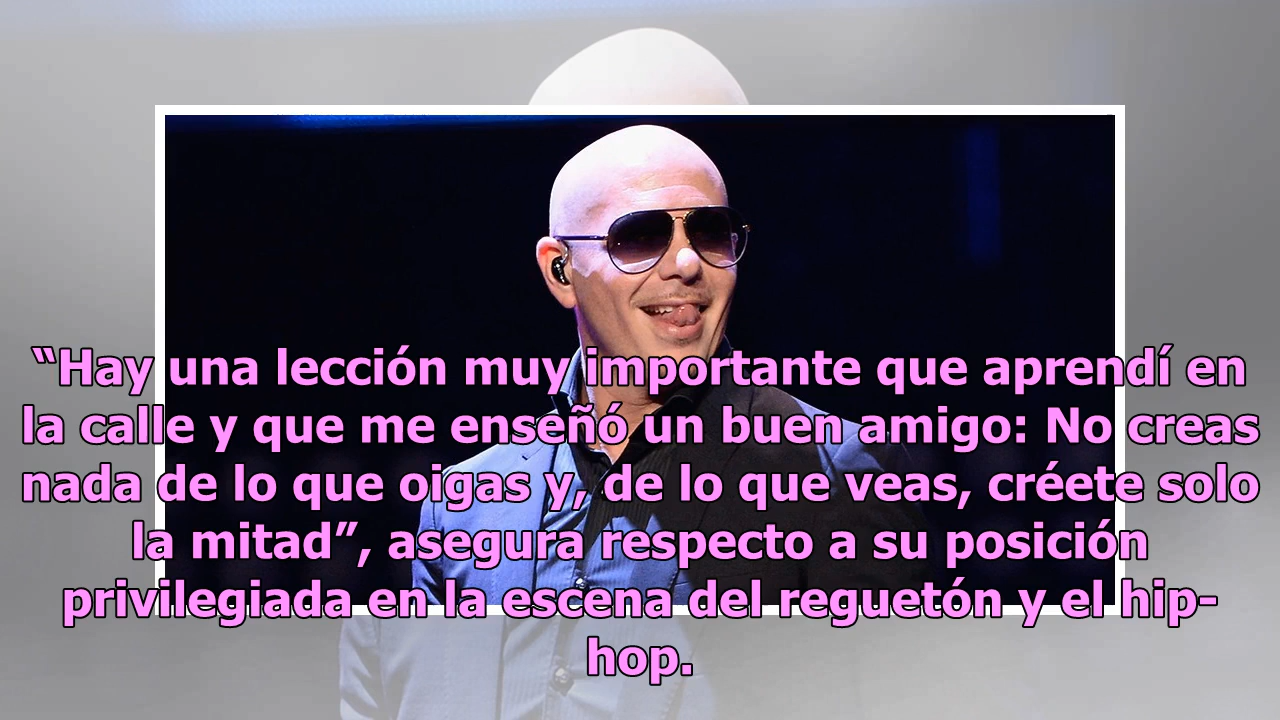 “Hay una lección muy importante que aprendí en
la calle y que me enseñó un buen amigo: No creas
nada de lo que oigas y, de lo que veas, créete solo
la mitad”, asegura respecto a su posición
privilegiada en la escena del reguetón y el hip-
hop.